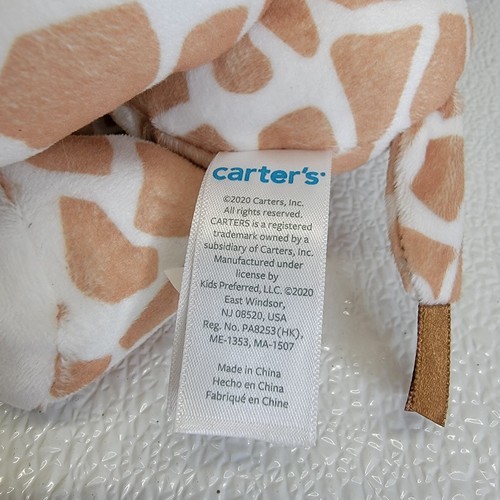 carter's
©2020 Carters, Inc.
All rights reserved.
CARTERS is a registered
trademark owned by a
subsidiary of Carters, Inc.
Manufactured under
license by
Kids Preferred, LLC. ©2020
East Windsor,
NJ 08520, USA
Reg. No. PA8253(HK),
ME-1353, MA-1507
Made in China
Hecho en China
Fabriqué en Chine